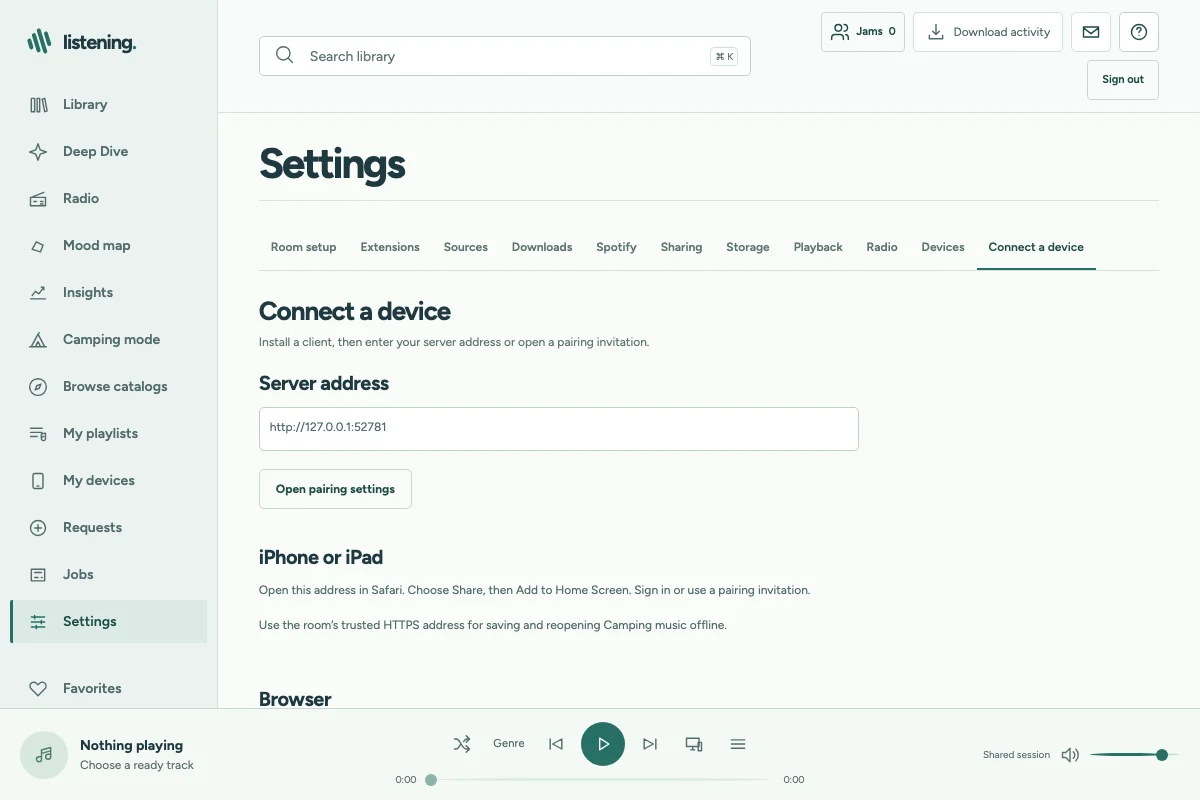 listening.
Search library
⌘ K
Jams 0
Download activity
Sign out
Library
Deep Dive
Radio
Mood map
Insights
Camping mode
Browse catalogs
My playlists
My devices
Requests
Jobs
Settings
Favorites
Settings
Room setup
Extensions
Sources
Downloads
Spotify
Sharing
Storage
Playback
Radio
Devices
Connect a device
Connect a device
Install a client, then enter your server address or open a pairing invitation.
Server address
http://127.0.0.1:52781
Open pairing settings
iPhone or iPad
Open this address in Safari. Choose Share, then Add to Home Screen. Sign in or use a pairing invitation.
Use the room’s trusted HTTPS address for saving and reopening Camping music offline.
Browser
Nothing playing
Choose a ready track
Genre
0:00
0:00
Shared session